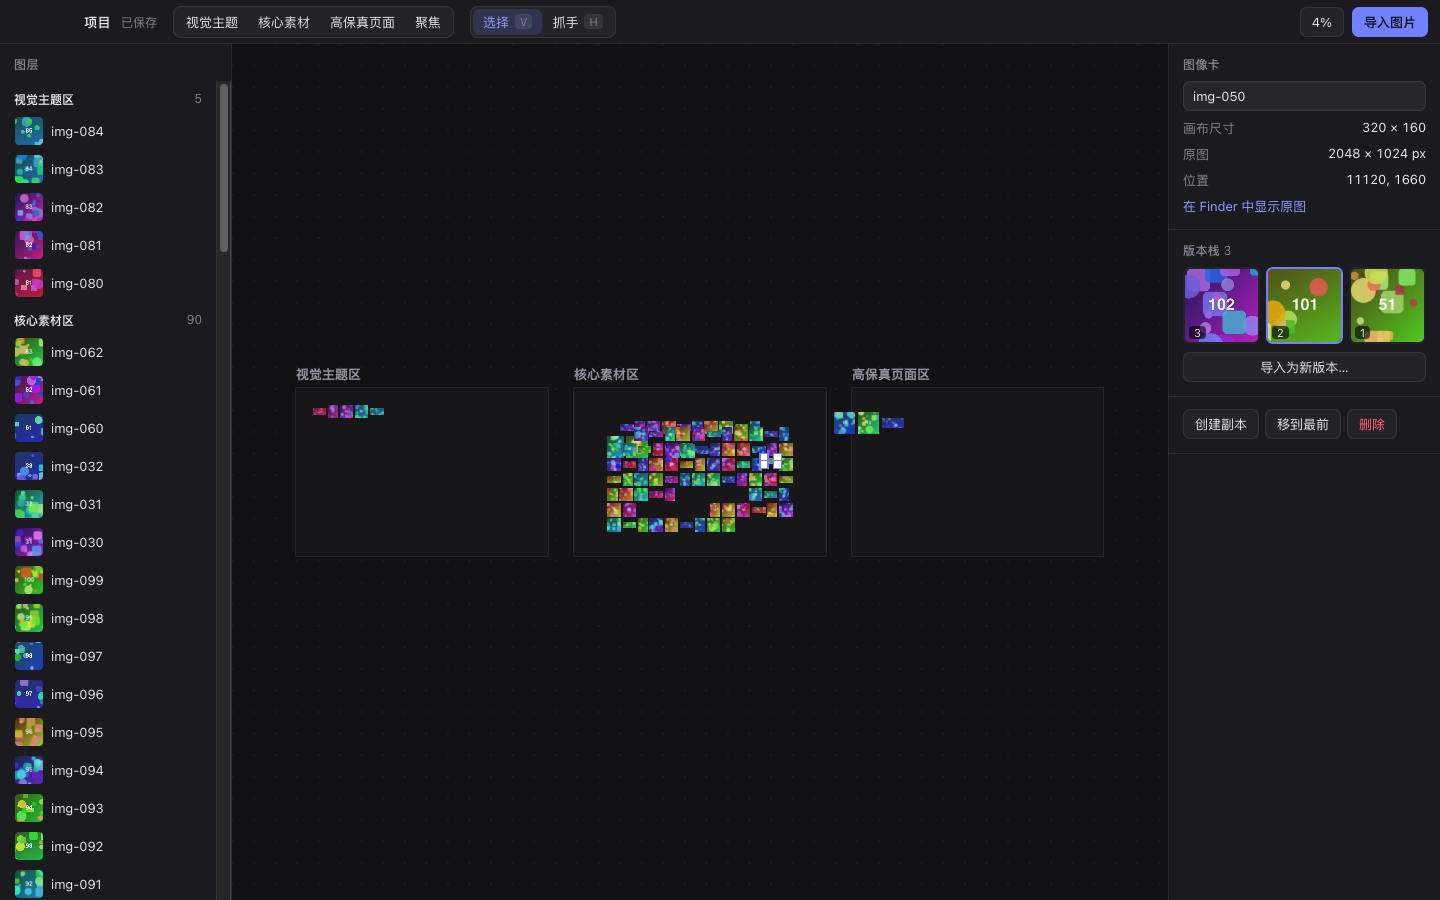 项目 已保存 视觉主题 核心素材 高保真页面 聚焦 选择 V 抓手 H 4% 导入图片
图层
视觉主题区 5
img-084
img-083
img-082
img-081
img-080
核心素材区 90
img-062
img-061
img-060
img-032
img-031
img-030
img-099
img-098
img-097
img-096
img-095
img-094
img-093
img-092
img-091
视觉主题区
核心素材区
高保真页面区
图像卡
img-050
画布尺寸 320 × 160
原图 2048 × 1024 px
位置 11120, 1660
在 Finder 中显示原图
版本栈 3
102 101 51
3 2 1
导入为新版本...
创建副本 移到最前 删除